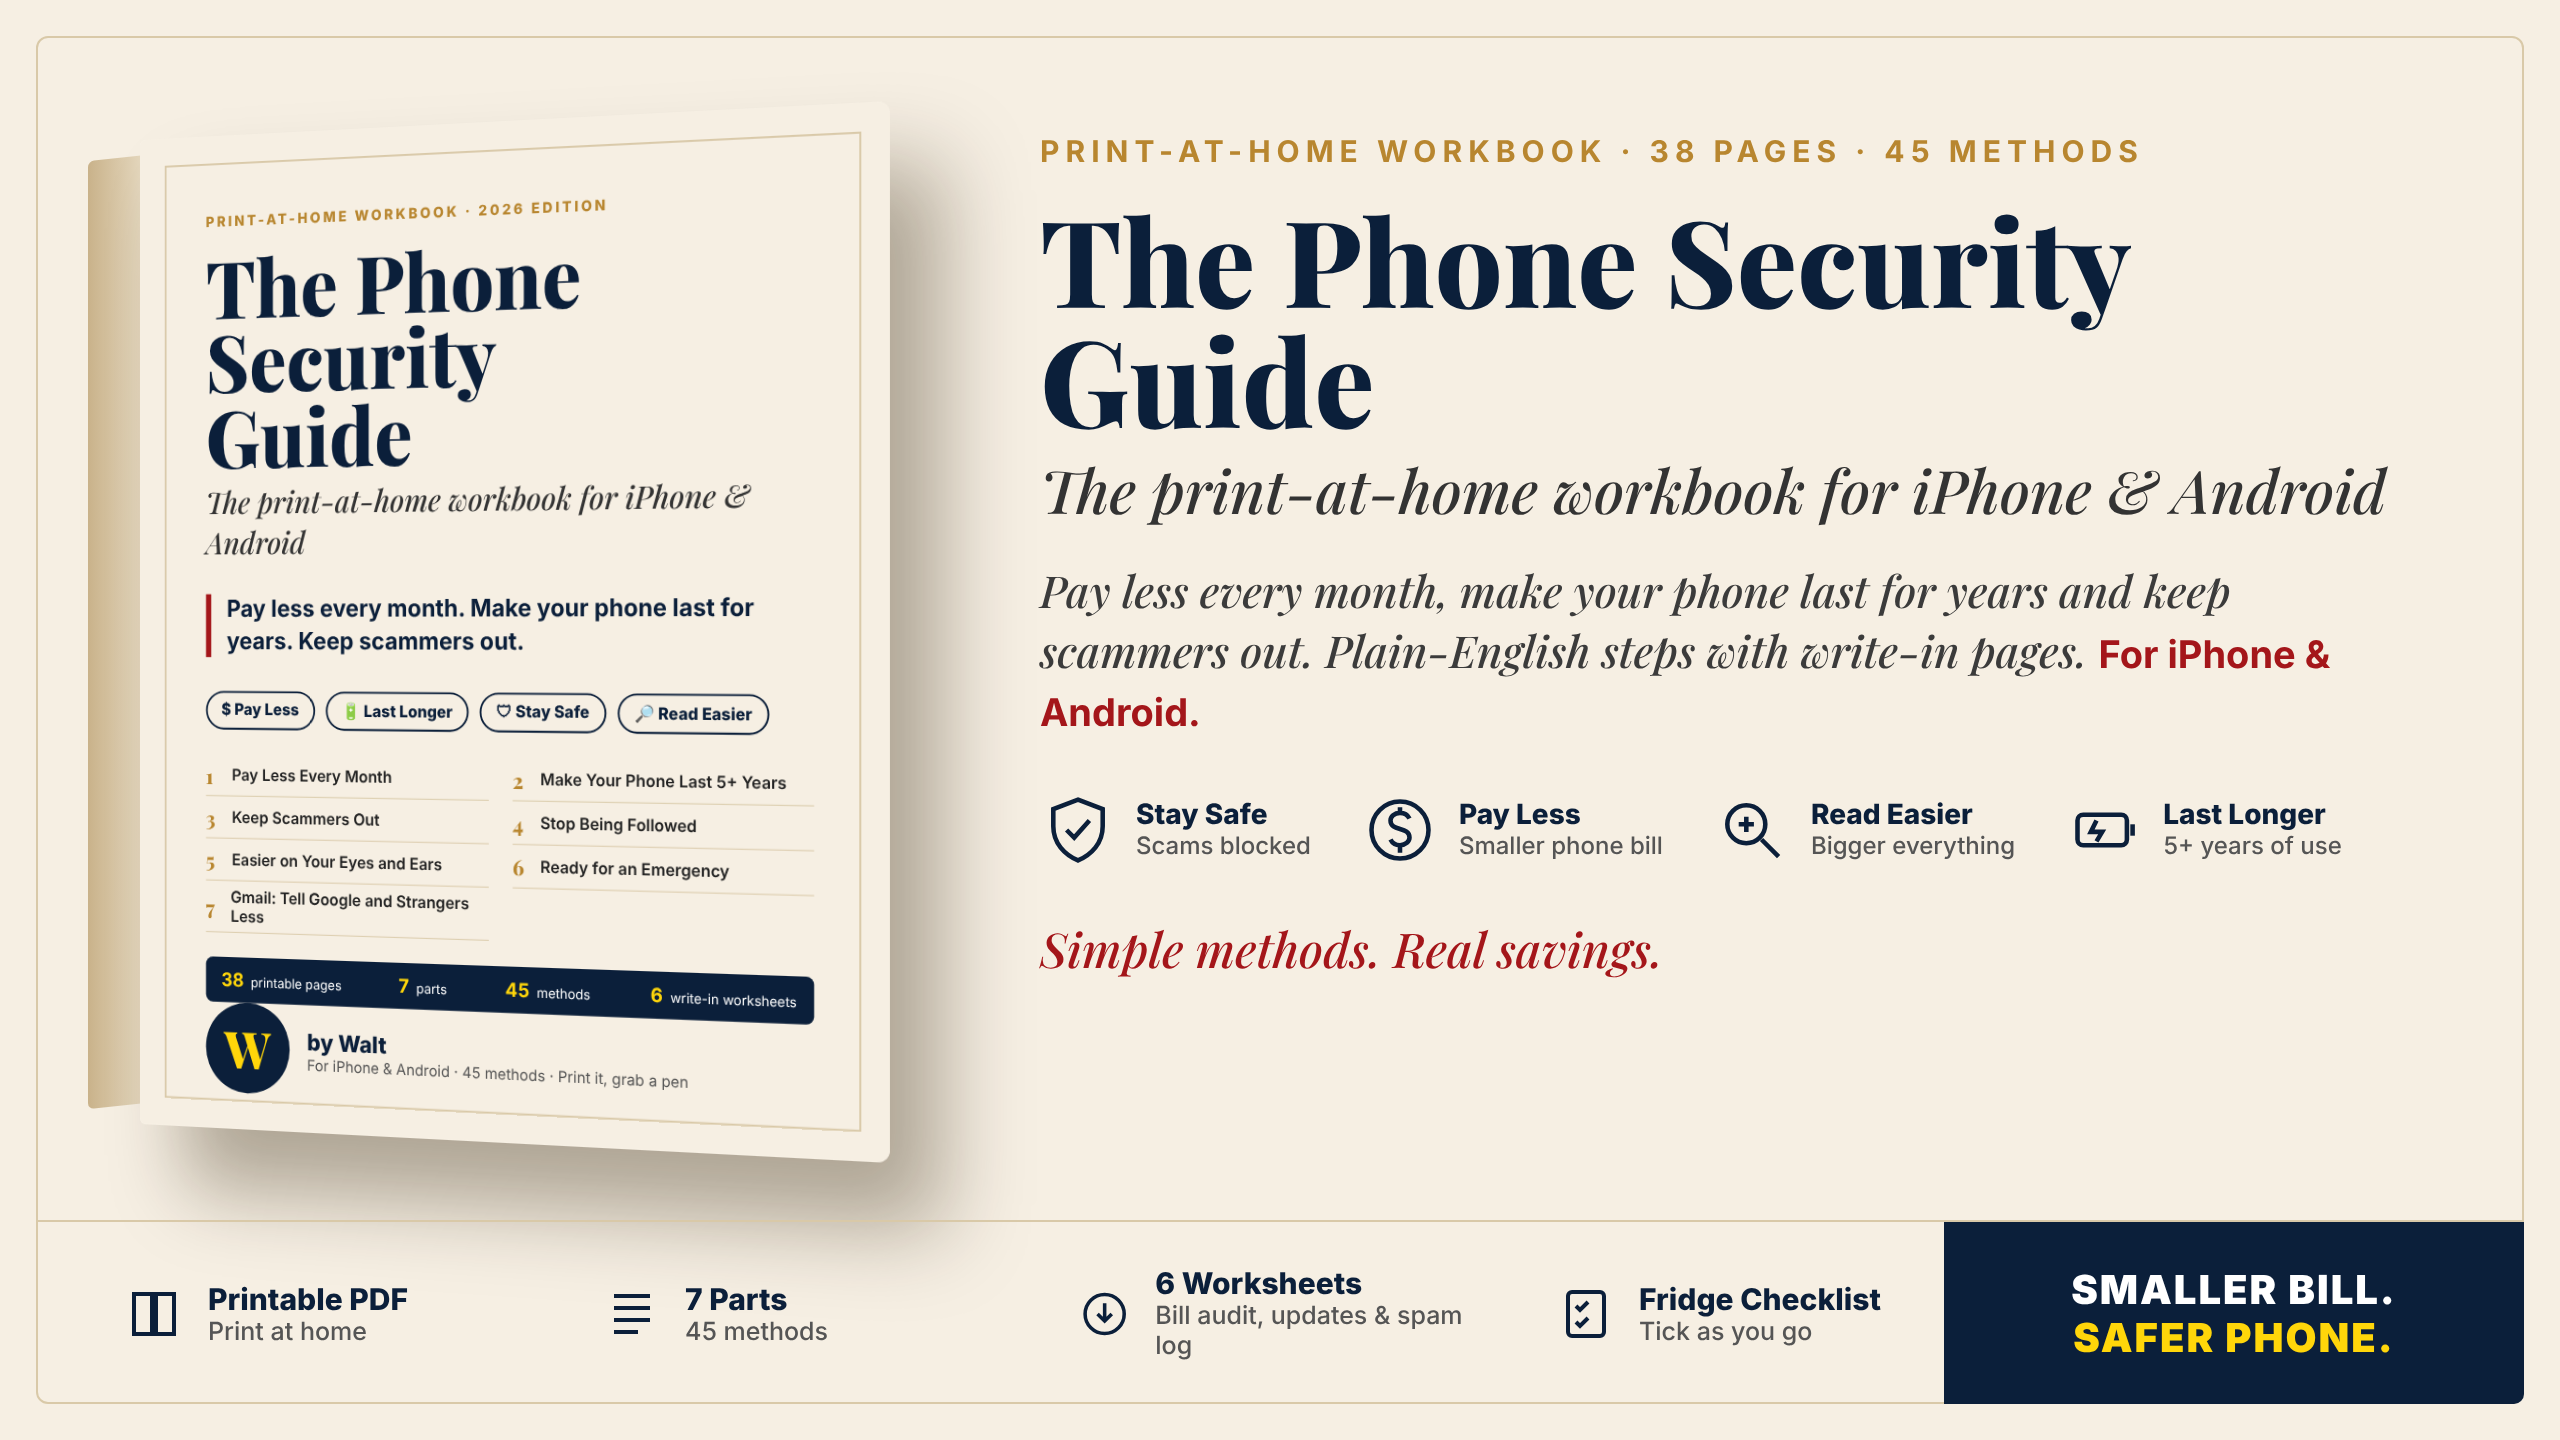 PRINT-AT-HOME WORKBOOK · 2026 EDITION
The Phone
Security
Guide
The print-at-home workbook for iPhone &
Android
Pay less every month. Make your phone last for
years. Keep scammers out.
$ Pay Less
🔋 Last Longer
🛡 Stay Safe
🔎 Read Easier
1 Pay Less Every Month
2 Make Your Phone Last 5+ Years
3 Keep Scammers Out
4 Stop Being Followed
5 Easier on Your Eyes and Ears
6 Ready for an Emergency
7 Gmail: Tell Google and Strangers
Less
38 printable pages 7 parts 45 methods 6 write-in worksheets
W
by Walt
For iPhone & Android · 45 methods · Print it, grab a pen
PRINT-AT-HOME WORKBOOK · 38 PAGES · 45 METHODS
The Phone Security
Guide
The print-at-home workbook for iPhone & Android
Pay less every month, make your phone last for years and keep
scammers out. Plain-English steps with write-in pages. For iPhone &
Android.
Stay Safe
Scams blocked
Pay Less
Smaller phone bill
Read Easier
Bigger everything
Last Longer
5+ years of use
Simple methods. Real savings.
Printable PDF
Print at home
7 Parts
45 methods
6 Worksheets
Bill audit, updates & spam
log
Fridge Checklist
Tick as you go
SMALLER BILL.
SAFER PHONE.